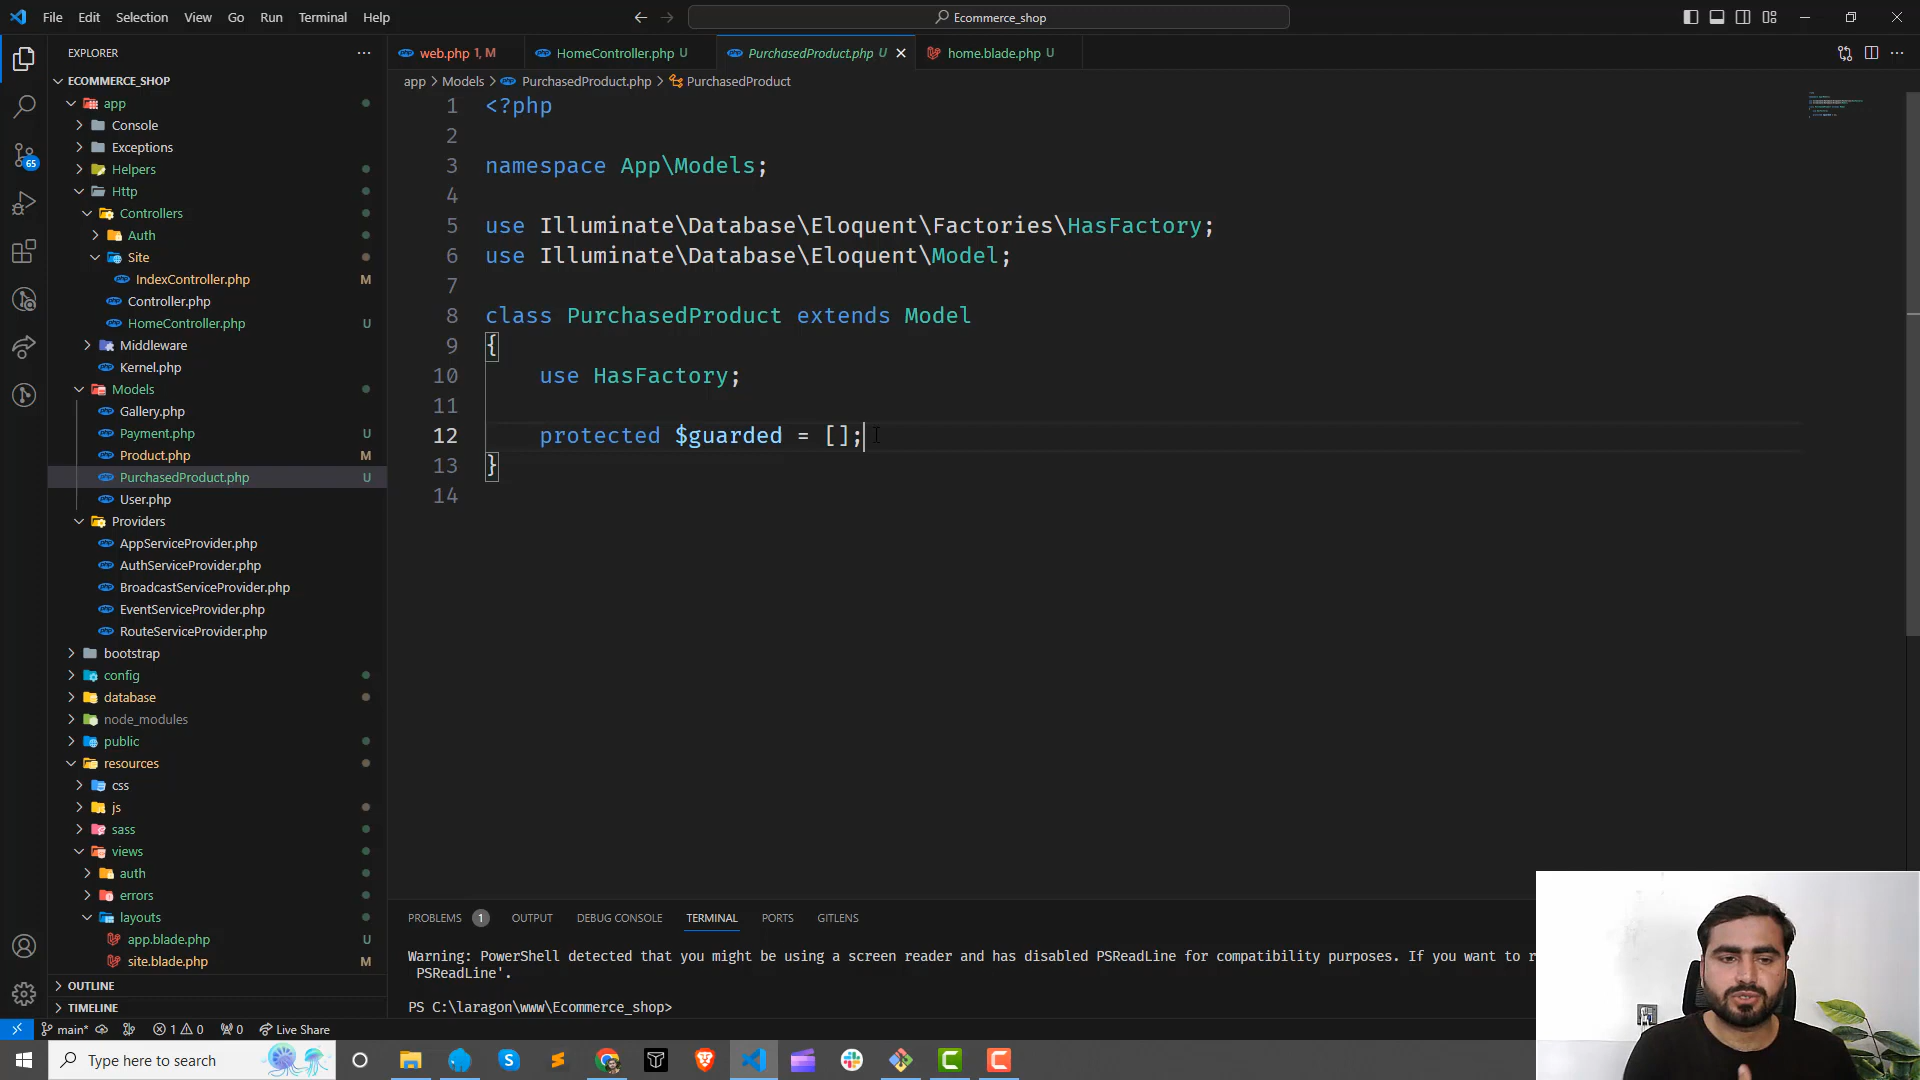 File Edit Selection View Go Run Terminal Help
Ecommerce_shop
EXPLORER
web.php 1, M
HomeController.php U
PurchasedProduct.php U
home.blade.php U
ECOMMERCE_SHOP
app > Models > PurchasedProduct.php > PurchasedProduct
app
Console
Exceptions
Helpers
Http
Controllers
Auth
Site
IndexController.php M
Controller.php
HomeController.php U
Middleware
Kernel.php
Models
Gallery.php
Payment.php U
Product.php M
PurchasedProduct.php U
User.php
Providers
AppServiceProvider.php
AuthServiceProvider.php
BroadcastServiceProvider.php
EventServiceProvider.php
RouteServiceProvider.php
bootstrap
config
database
node_modules
public
resources
css
js
sass
views
auth
errors
layouts
app.blade.php U
site.blade.php M
OUTLINE
TIMELINE
65
1 <?php
2
3 namespace App\Models;
4
5 use Illuminate\Database\Eloquent\Factories\HasFactory;
6 use Illuminate\Database\Eloquent\Model;
7
8 class PurchasedProduct extends Model
9 {
10 use HasFactory;
11
12 protected $guarded = [];
13 }
14
PROBLEMS 1 OUTPUT DEBUG CONSOLE TERMINAL PORTS GITLENS
Warning: PowerShell detected that you might be using a screen reader and has disabled PSReadLine for compatibility purposes. If you want to r
PSReadLine'.
PS C:\laragon\www\Ecommerce_shop>
main* 1 0 0 Live Share
Type here to search